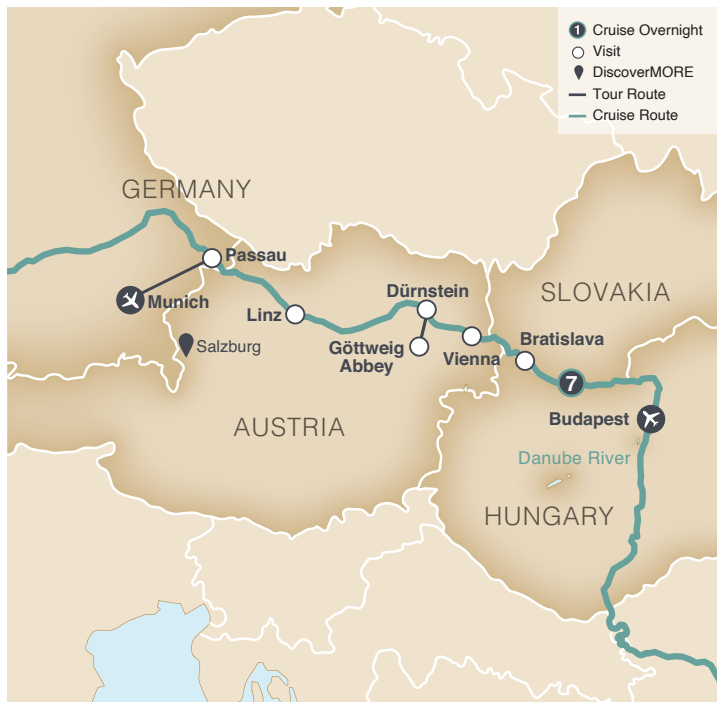 1 Cruise Overnight
Visit
DiscoverMORE
Tour Route
Cruise Route
GERMANY
Passau
Munich
Linz
Dürnstein
SLOVAKIA
Salzburg
Göttweig
Abbey
Vienna
Bratislava
7
AUSTRIA
Budapest
Danube River
HUNGARY